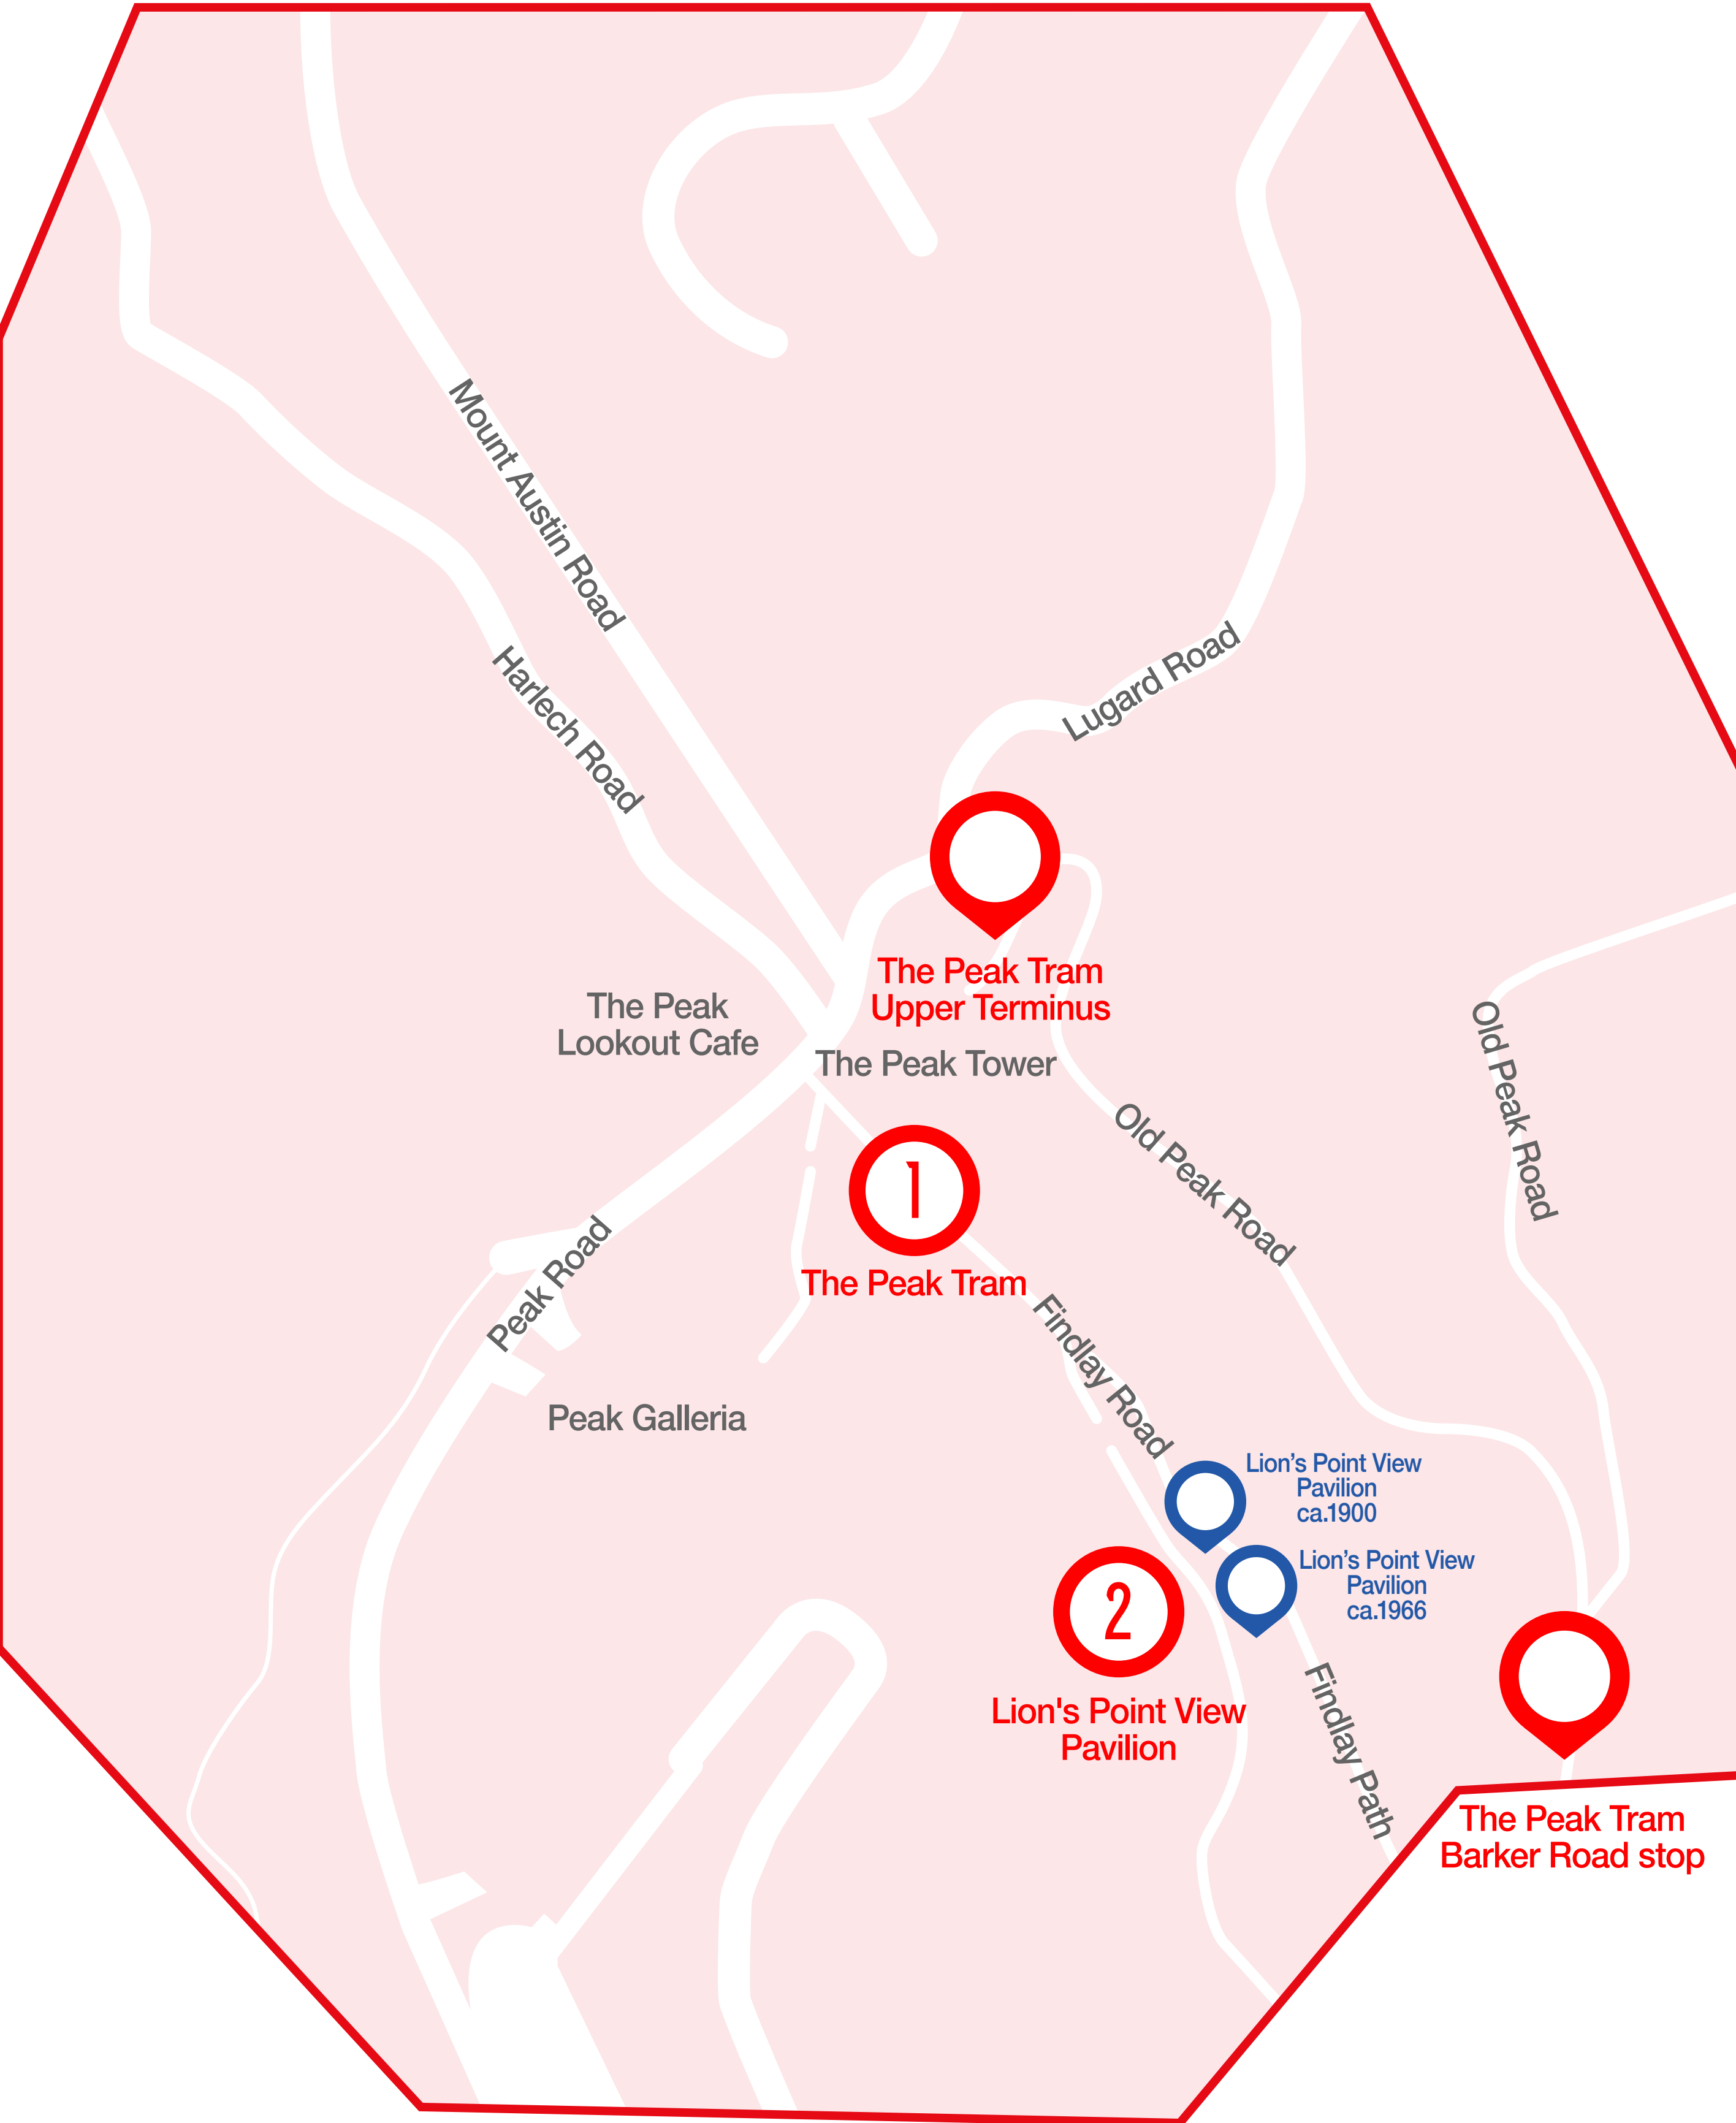 Mount Austin Road
Harlech Road
Lugard Road
The Peak Tram
Upper Terminus
The Peak
Lookout Cafe
The Peak Tower
Old Peak Road
Old Peak Road
1
The Peak Tram
Peak Road
Findlay Road
Peak Galleria
Lion’s Point View
Pavilion
ca.1900
Lion’s Point View
Pavilion
ca.1966
2
Lion's Point View
Pavilion
Findlay Path
The Peak Tram
Barker Road stop